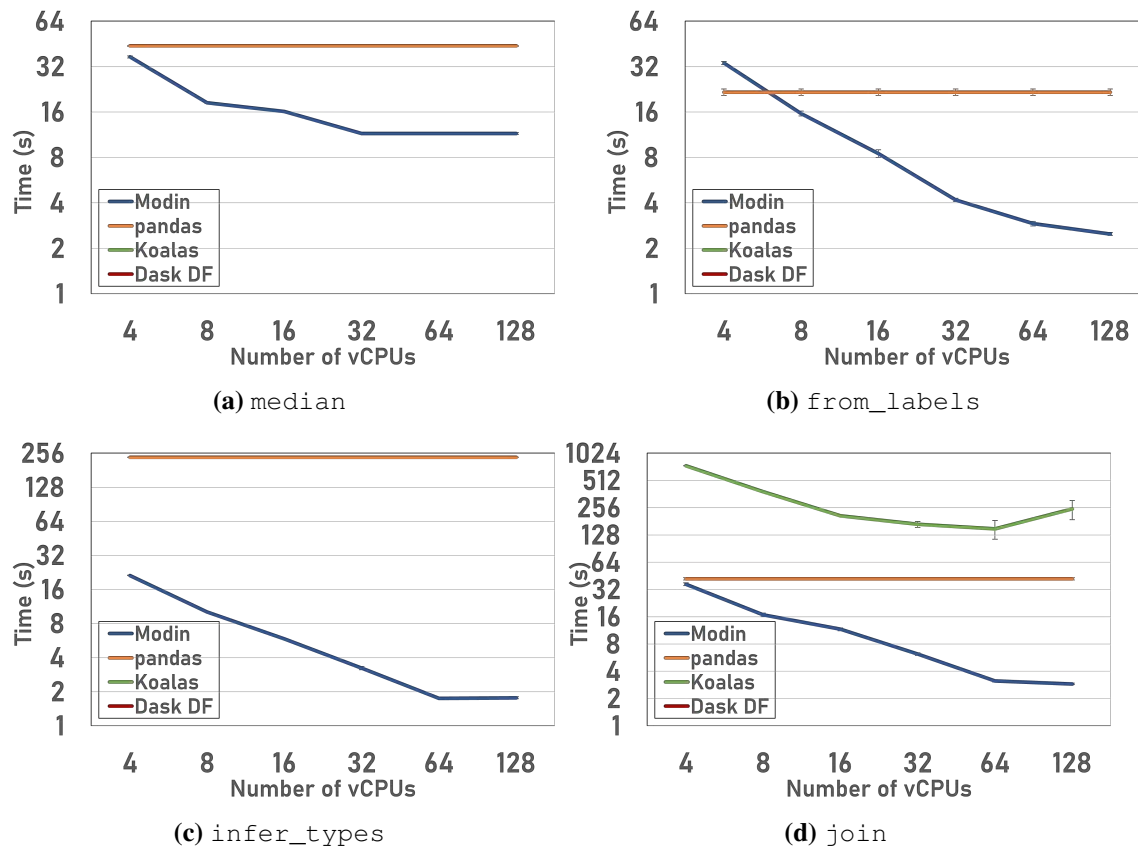 64
32
16
8
4
2
1
Time (s)
Modin
pandas
Koalas
Dask DF
4 8 16 32 64 128
Number of vCPUs
(a) median
64
32
16
8
4
2
1
Time (s)
Modin
pandas
Koalas
Dask DF
4 8 16 32 64 128
Number of vCPUs
(b) from_labels
256
128
64
32
16
8
4
2
1
Time (s)
Modin
pandas
Koalas
Dask DF
4 8 16 32 64 128
Number of vCPUs
(c) infer_types
1024
512
256
128
64
32
16
8
4
2
1
Time (s)
Modin
pandas
Koalas
Dask DF
4 8 16 32 64 128
Number of vCPUs
(d) join